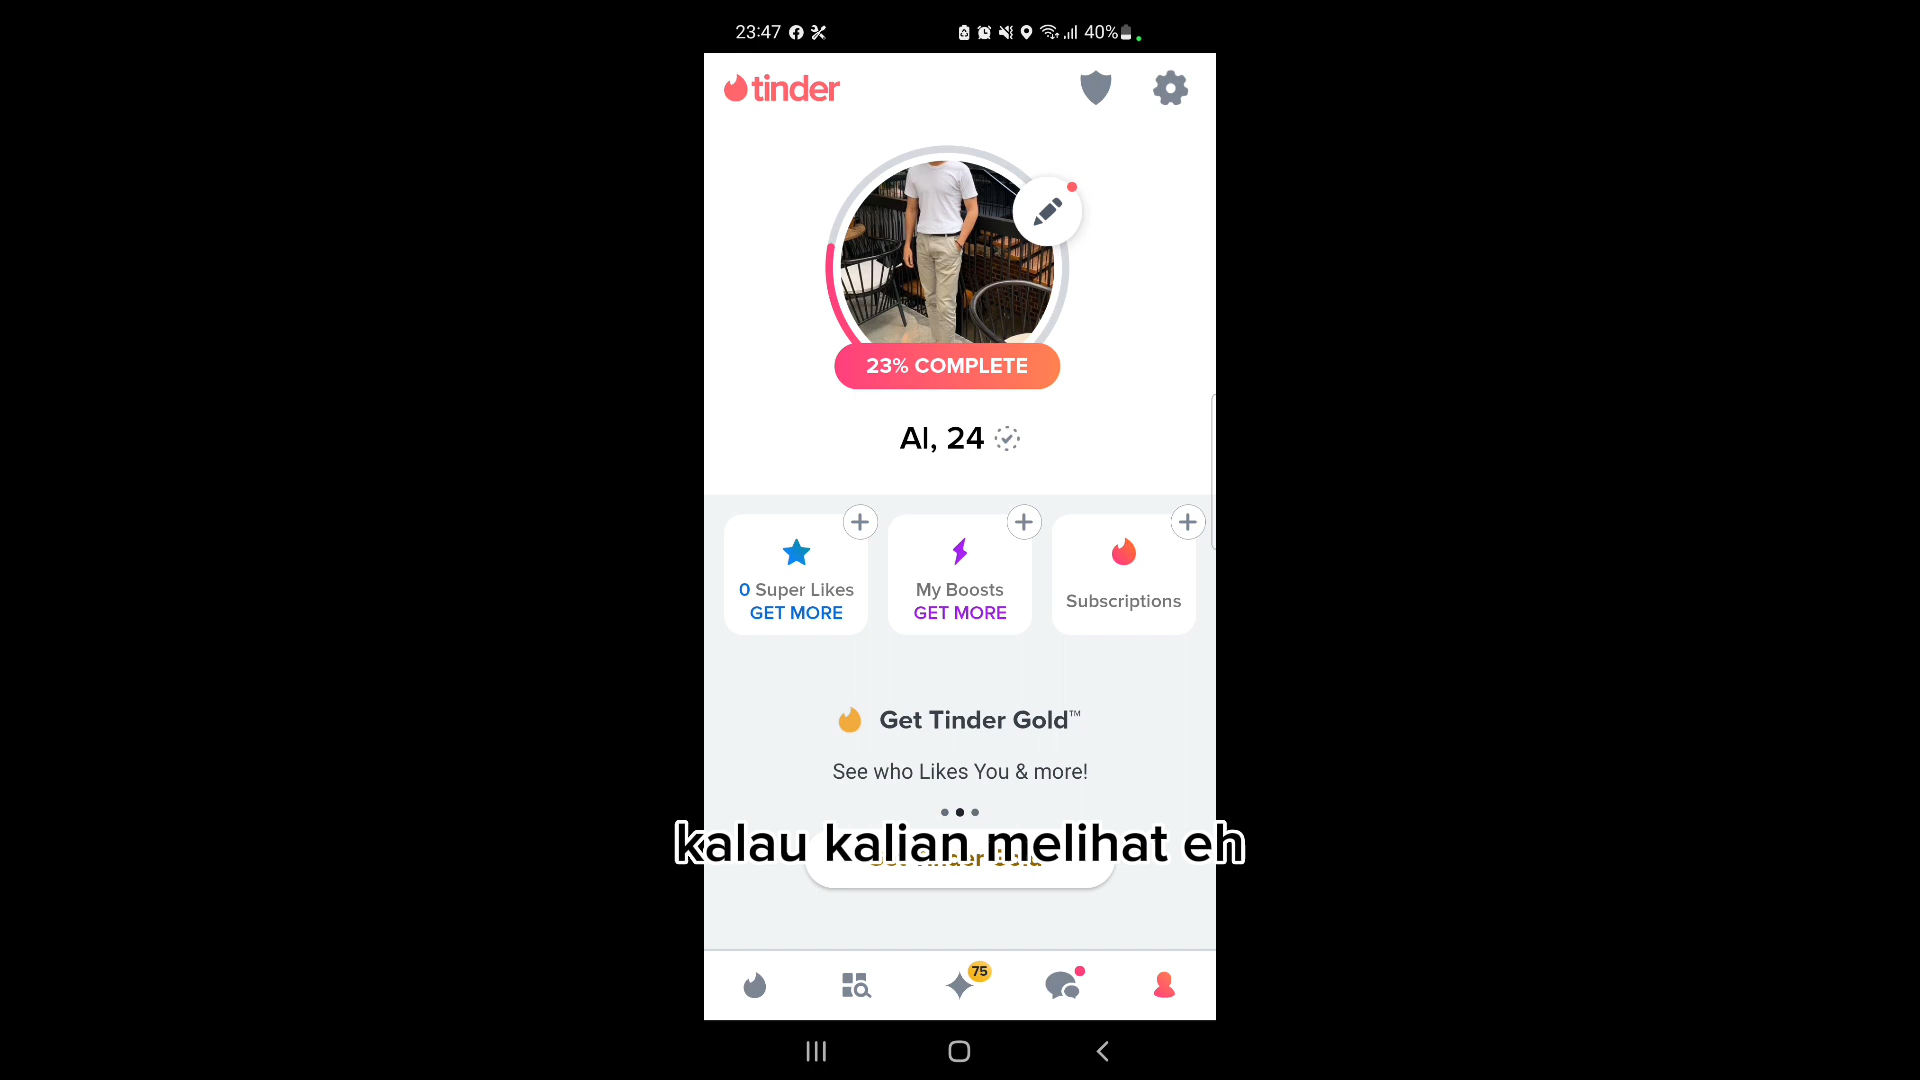 23:47
40%
tinder
23% COMPLETE
Al, 24
0 Super Likes
GET MORE
My Boosts
GET MORE
Subscriptions
Get Tinder Gold™
See who Likes You & more!
kalau kalian melihat eh
75